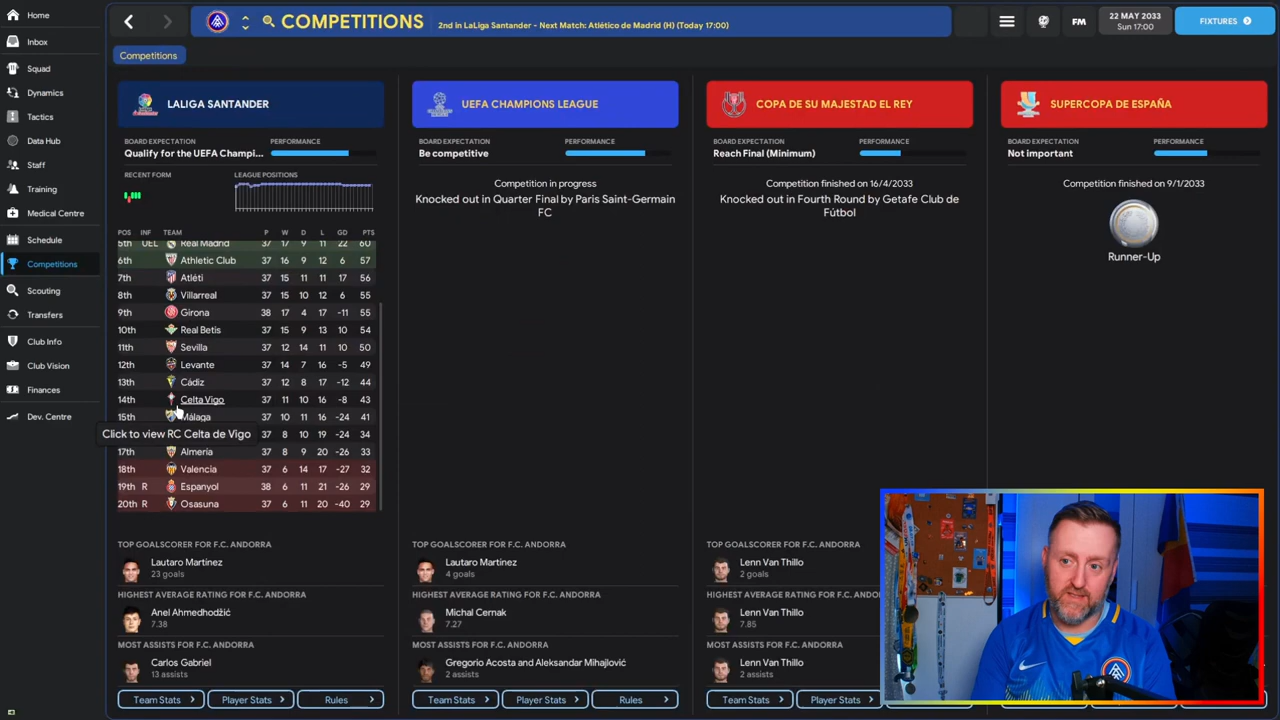 Home
Inbox
Squad
Dynamics
Tactics
Data Hub
Staff
Training
Medical Centre
Schedule
Competitions
Scouting
Transfers
Club Info
Club Vision
Finances
Dev. Centre
COMPETITIONS
2nd in LaLiga Santander - Next Match: Atlético de Madrid (H) (Today 17:00)
FM
22 MAY 2033
Sun 17:00
FIXTURES
Competitions
LALIGA SANTANDER
BOARD EXPECTATION PERFORMANCE
Qualify for the UEFA Champi...
RECENT FORM LEAGUE POSITIONS
POS INF TEAM P W D L GD PTS
5th UEL Real Madrid 37 17 9 11 22 60
6th Athletic Club 37 16 9 12 6 57
7th Atléti 37 15 11 11 17 56
8th Villarreal 37 15 10 12 6 55
9th Girona 38 17 4 17 -11 55
10th Real Betis 37 15 9 13 10 54
11th Sevilla 37 12 14 11 10 50
12th Levante 37 14 7 16 -5 49
13th Cádiz 37 12 8 17 -12 44
14th Celta Vigo 37 11 10 16 -8 43
15th Málaga 37 10 11 16 -24 41
Click to view RC Celta de Vigo 37 8 10 19 -24 34
17th Almería 37 8 9 20 -26 33
18th Valencia 37 6 14 17 -27 32
19th R Espanyol 38 6 11 21 -26 29
20th R Osasuna 37 6 11 20 -40 29
TOP GOALSCORER FOR F.C. ANDORRA
Lautaro Martínez
23 goals
HIGHEST AVERAGE RATING FOR F.C. ANDORRA
Anel Ahmedhodžić
7.38
MOST ASSISTS FOR F.C. ANDORRA
Carlos Gabriel
13 assists
Team Stats Player Stats Rules
UEFA CHAMPIONS LEAGUE
BOARD EXPECTATION PERFORMANCE
Be competitive
Competition in progress
Knocked out in Quarter Final by Paris Saint-Germain
FC
TOP GOALSCORER FOR F.C. ANDORRA
Lautaro Martínez
4 goals
HIGHEST AVERAGE RATING FOR F.C. ANDORRA
Michal Cernak
7.27
MOST ASSISTS FOR F.C. ANDORRA
Gregorio Acosta and Aleksandar Mihajlović
2 assists
Team Stats Player Stats Rules
COPA DE SU MAJESTAD EL REY
BOARD EXPECTATION PERFORMANCE
Reach Final (Minimum)
Competition finished on 16/4/2033
Knocked out in Fourth Round by Getafe Club de
Fútbol
TOP GOALSCORER FOR F.C. ANDORRA
Lenn Van Thillo
2 goals
HIGHEST AVERAGE RATING FOR F.C. AND
Lenn Van Thillo
7.85
MOST ASSISTS FOR F.C. ANDORRA
Lenn Van Thillo
2 assists
Team Stats Player Stats
SUPERCOPA DE ESPAÑA
BOARD EXPECTATION PERFORMANCE
Not important
Competition finished on 9/1/2033
Runner-Up